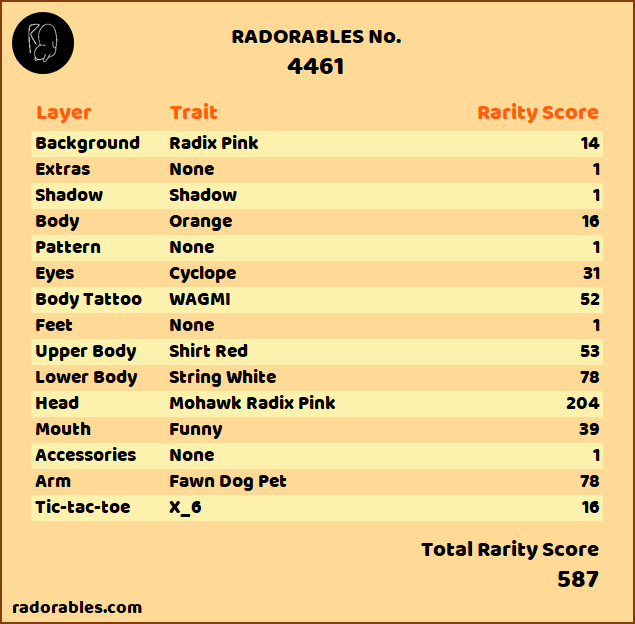 RADORABLES No.
4461
Layer Trait Rarity Score
Background Radix Pink 14
Extras None 1
Shadow Shadow 1
Body Orange 16
Pattern None 1
Eyes Cyclope 31
Body Tattoo WAGMI 52
Feet None 1
Upper Body Shirt Red 53
Lower Body String White 78
Head Mohawk Radix Pink 204
Mouth Funny 39
Accessories None 1
Arm Fawn Dog Pet 78
Tic-tac-toe X_6 16
Total Rarity Score
587
radorables.com